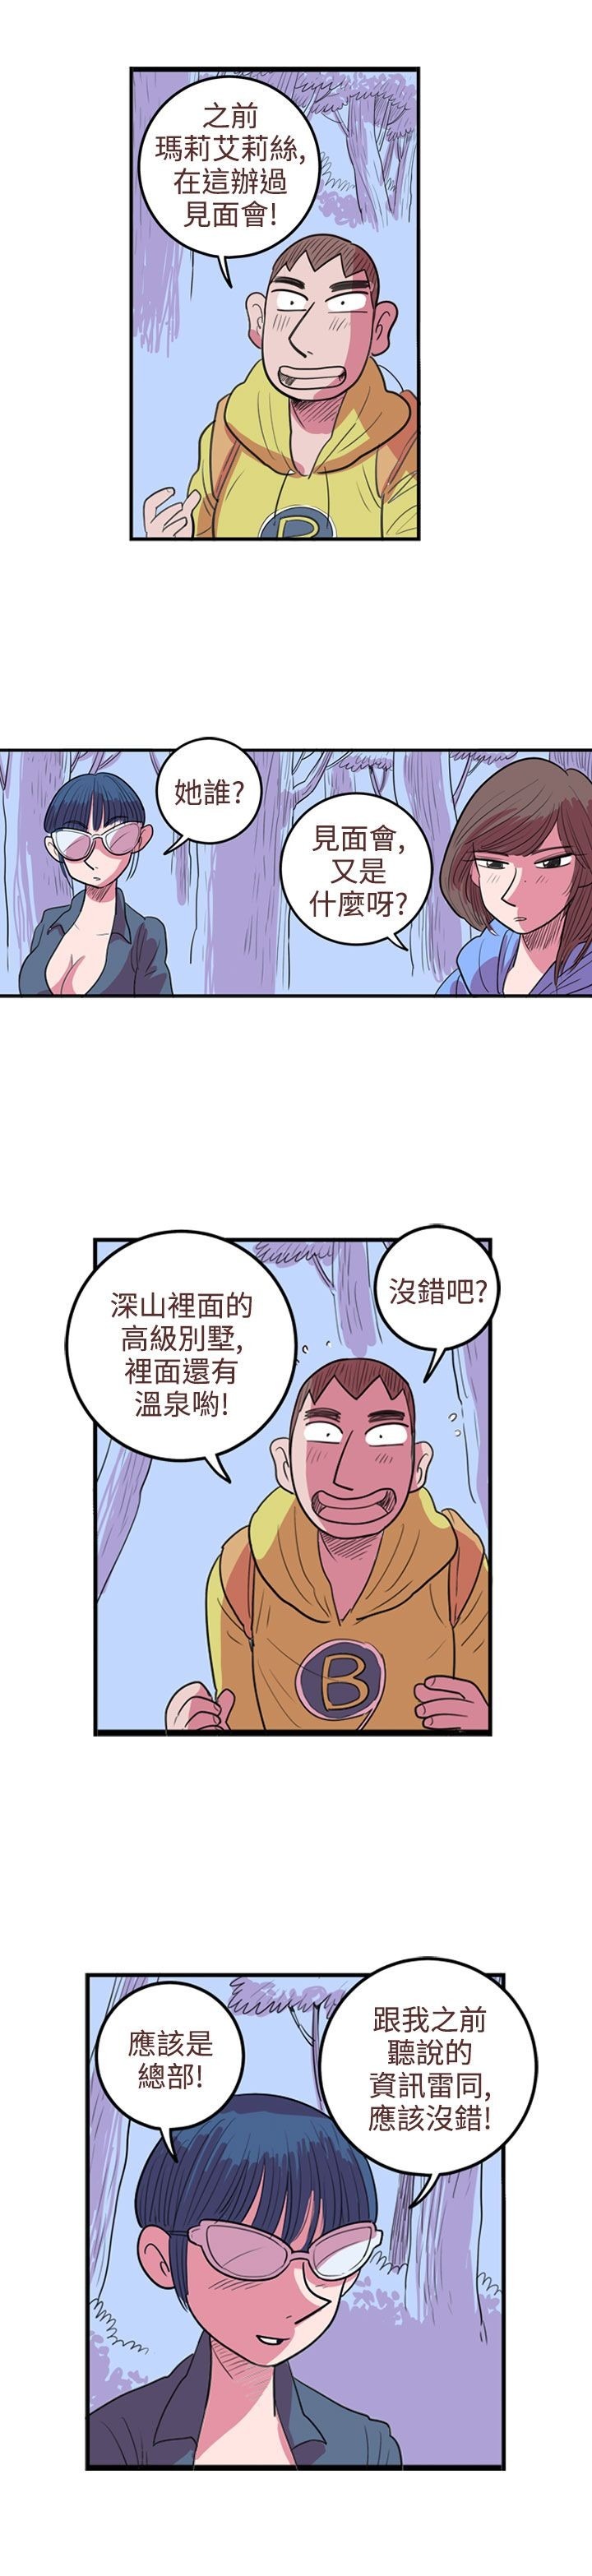 之前
瑪莉艾莉絲,
在這辦過
見面會!
B
她誰?
見面會,
又是
什麼呀?
深山裡面的
高級別墅,
裡面還有
溫泉喲!
沒錯吧?
B
應該是
總部!
跟我之前
聽說的
資訊雷同,
應該沒錯!